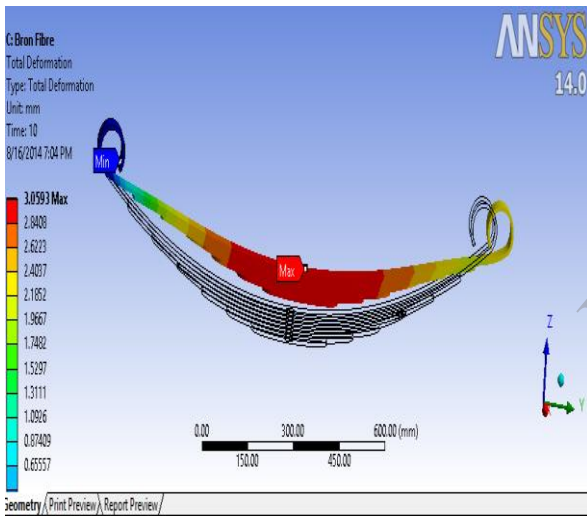 C: Bron Fibre
Total Deformation
Type: Total Deformation
Unit: mm
Time: 10
8/16/2014 7:04 PM
ANSYS
14.0
3.0593 Max
2.8408
2.6223
2.4037
2.1852
1.9667
1.7482
1.5297
1.3111
1.0926
0.87409
0.65557
Min
Max
Z
Y
0.00 300.00 600.00 (mm)
150.00 450.00
Geometry Print Preview Report Preview